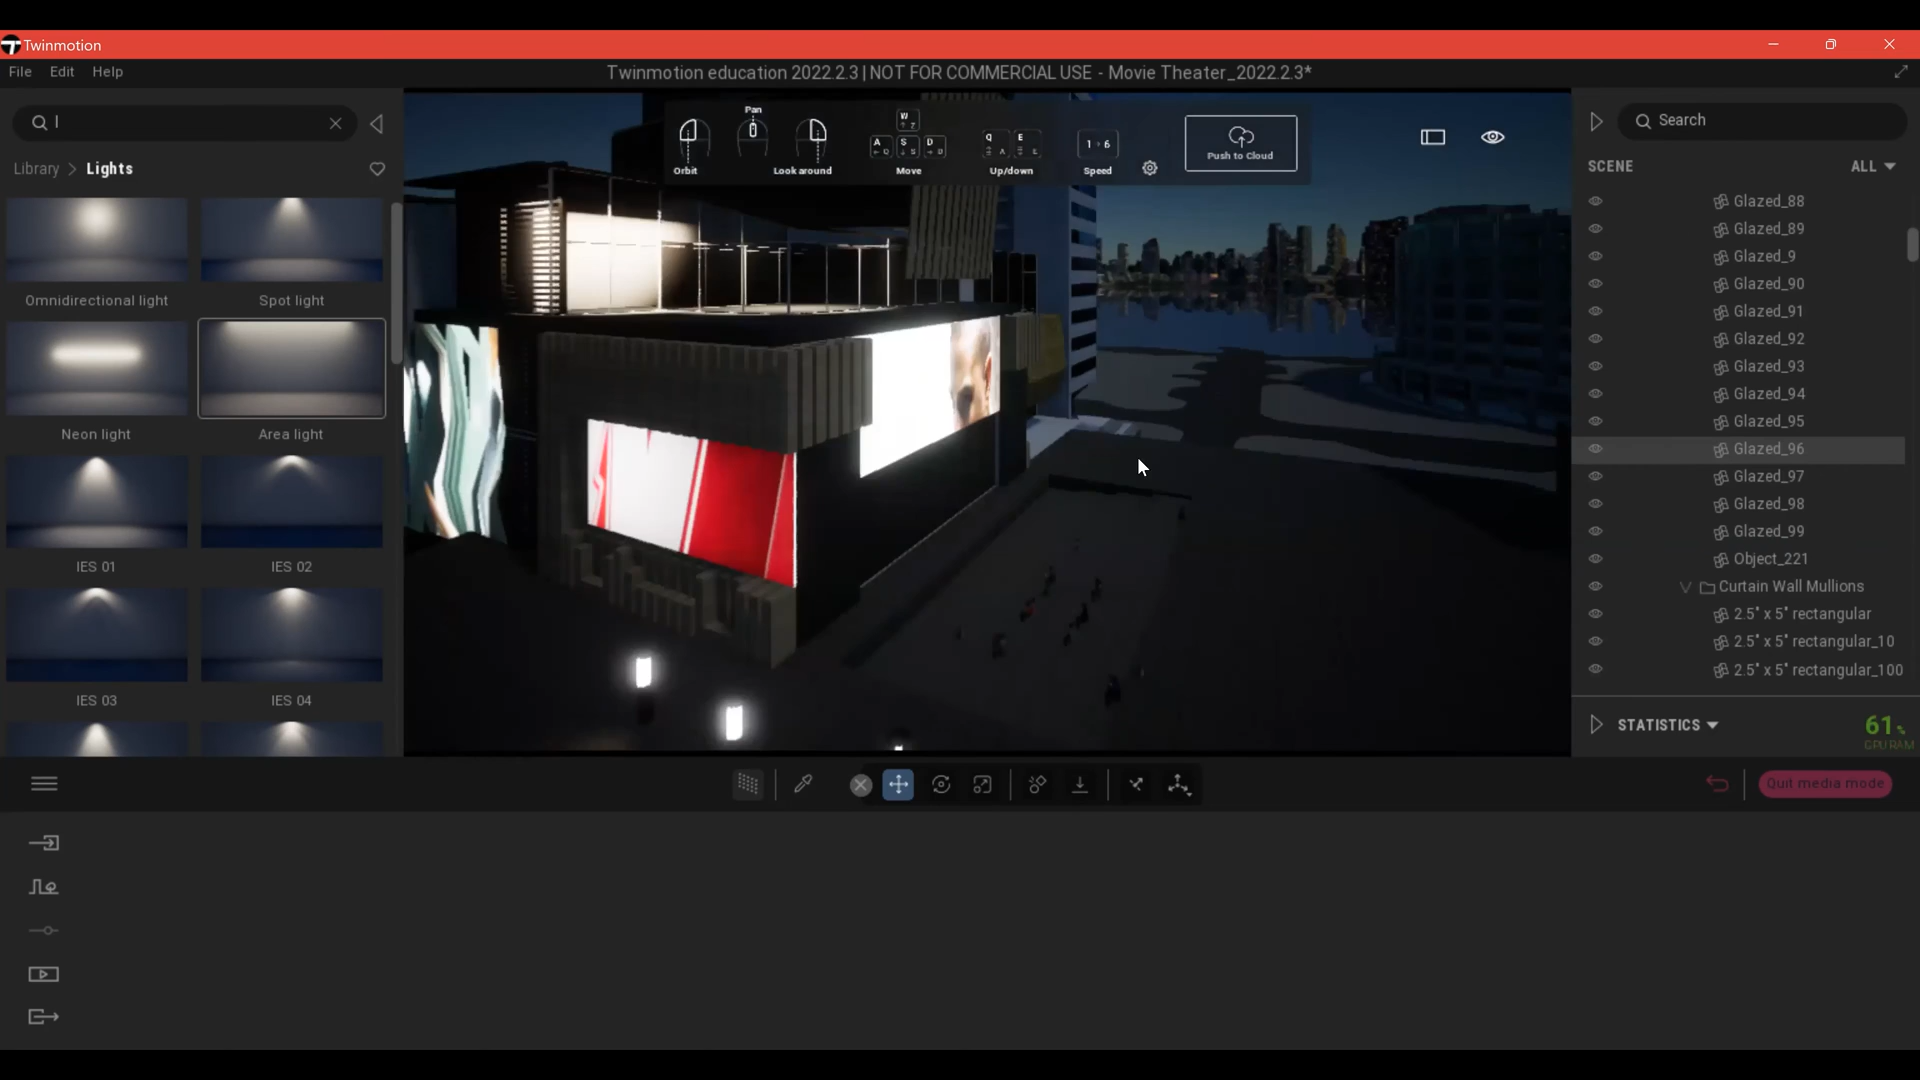 Twinmotion
File Edit Help
Twinmotion education 2022.2.3 | NOT FOR COMMERCIAL USE - Movie Theater_2022.2.3*
l
Library > Lights
Omnidirectional light
Spot light
Neon light
Area light
IES 01
IES 02
IES 03
IES 04
Pan
Orbit
Look around
W
A S D
Move
Q E
Up/down
1 6
Speed
Push to Cloud
Search
SCENE
ALL
Glazed_88
Glazed_89
Glazed_9
Glazed_90
Glazed_91
Glazed_92
Glazed_93
Glazed_94
Glazed_95
Glazed_96
Glazed_97
Glazed_98
Glazed_99
Object_221
Curtain Wall Mullions
2.5" x 5" rectangular
2.5" x 5" rectangular_10
2.5" x 5" rectangular_100
STATISTICS
61%
GPU RAM
Quit media mode